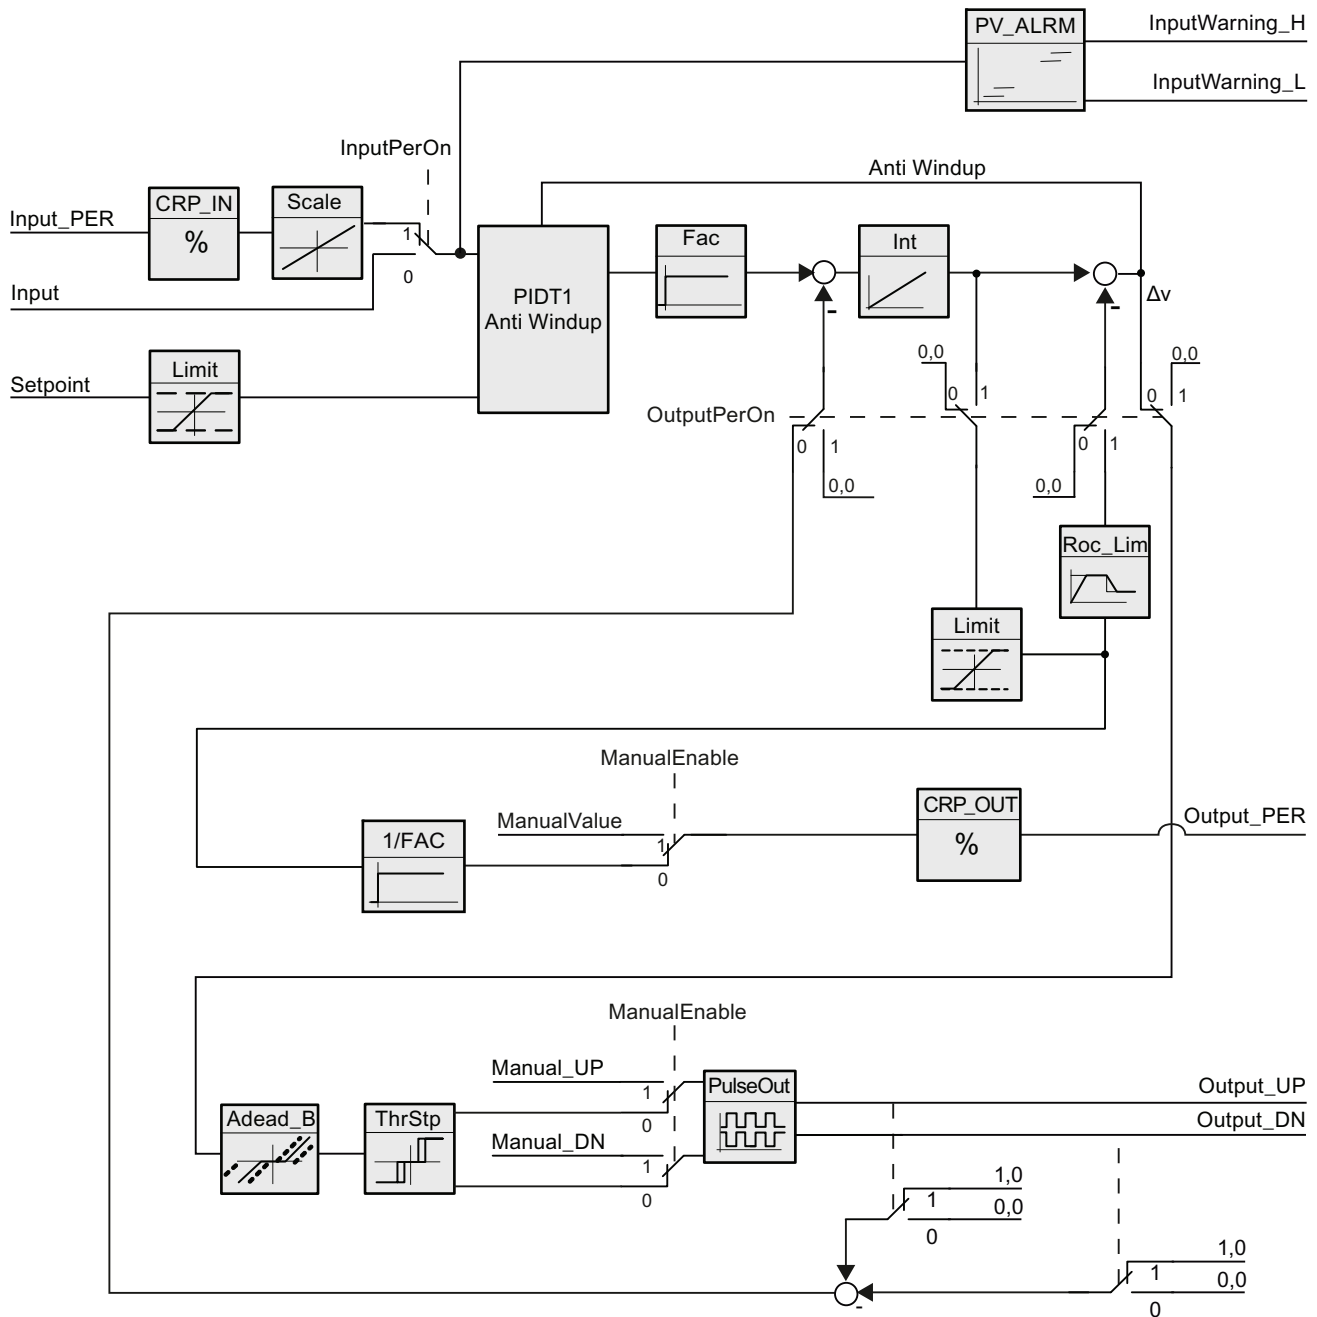 PV_ALRM
InputWarning_H
InputWarning_L
InputPerOn
Anti Windup
Input_PER
CRP_IN
%
Scale
1
0
Input
PIDT1
Anti Windup
Fac
-
Int
-
Δv
Setpoint
Limit
0,0
0
1
0,0
0
1
OutputPerOn
0
1
0,0
0
1
0,0
Roc_Lim
Limit
ManualEnable
ManualValue
1
0
1/FAC
CRP_OUT
%
Output_PER
ManualEnable
Manual_UP
1
0
Manual_DN
1
0
PulseOut
Output_UP
Output_DN
Adead_B
ThrStp
1,0
1
0,0
0
1,0
1
0,0
0
-